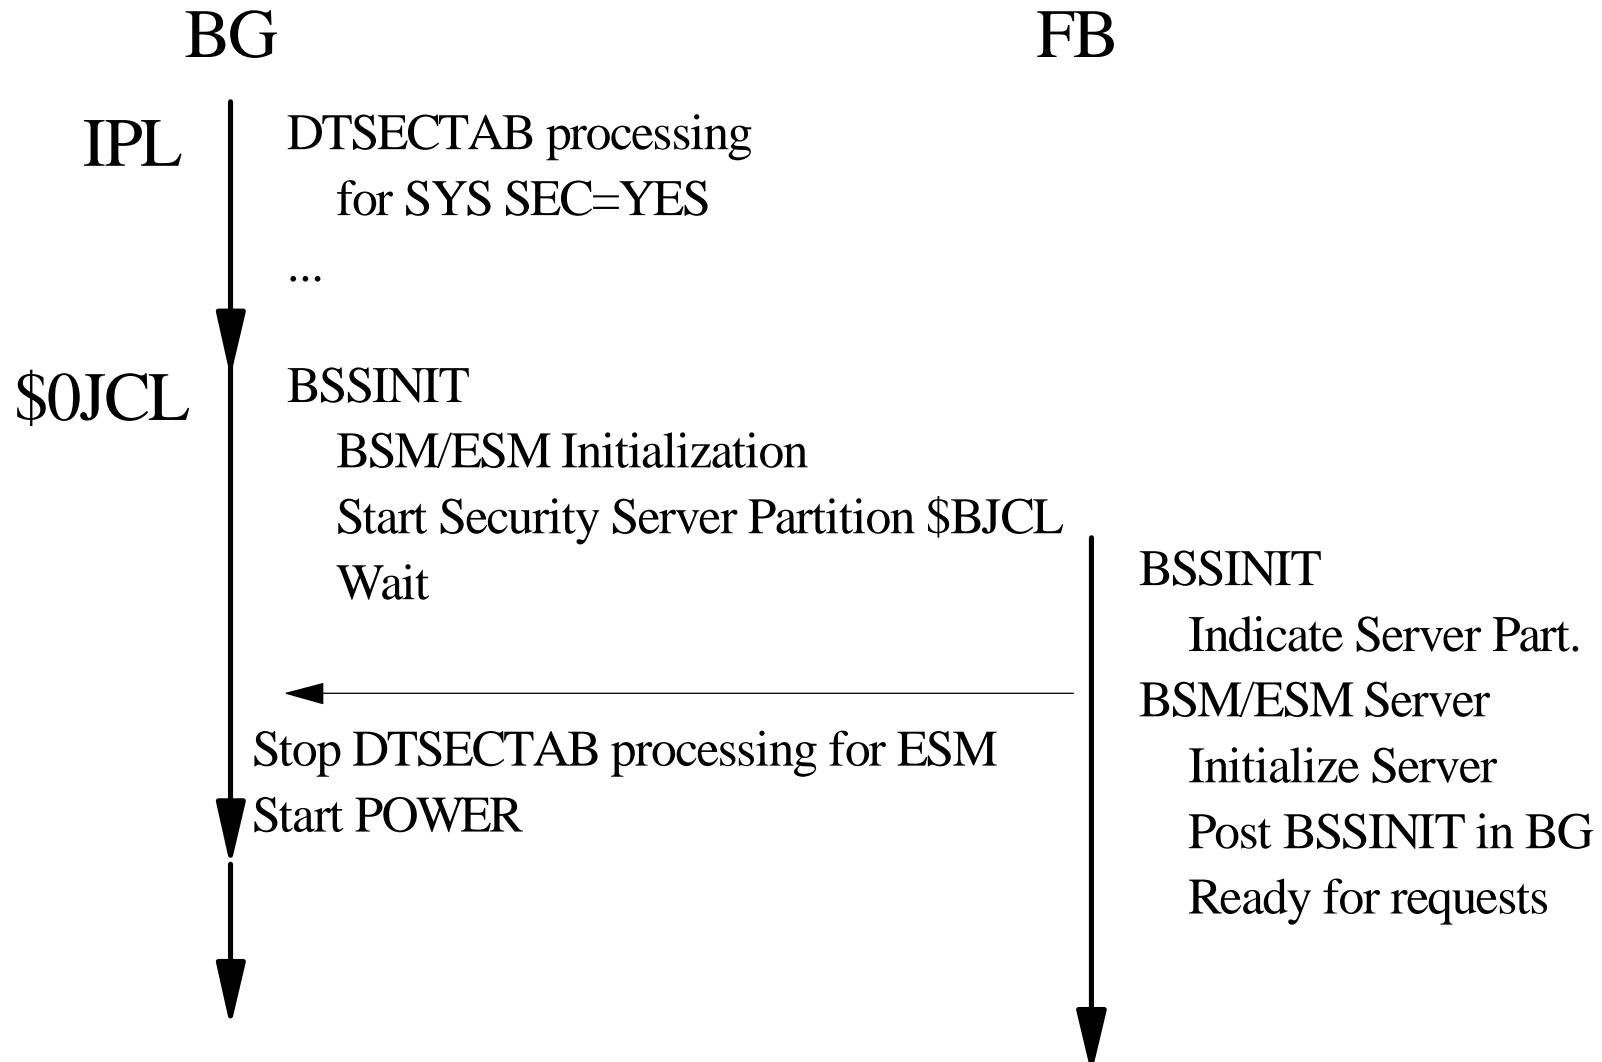 BG
FB
IPL
DTSECTAB processing
for SYS SEC=YES
...
$0JCL
BSSINIT
BSM/ESM Initialization
Start Security Server Partition $BJCL
Wait
BSSINIT
Indicate Server Part.
BSM/ESM Server
Initialize Server
Post BSSINIT in BG
Ready for requests
Stop DTSECTAB processing for ESM
Start POWER